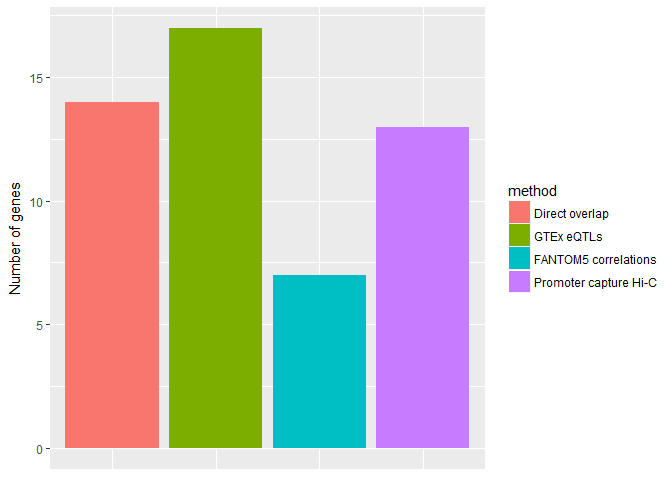 Number of genes
15
10
5
0
method
Direct overlap
GTEx eQTLs
FANTOM5 correlations
Promoter capture Hi-C